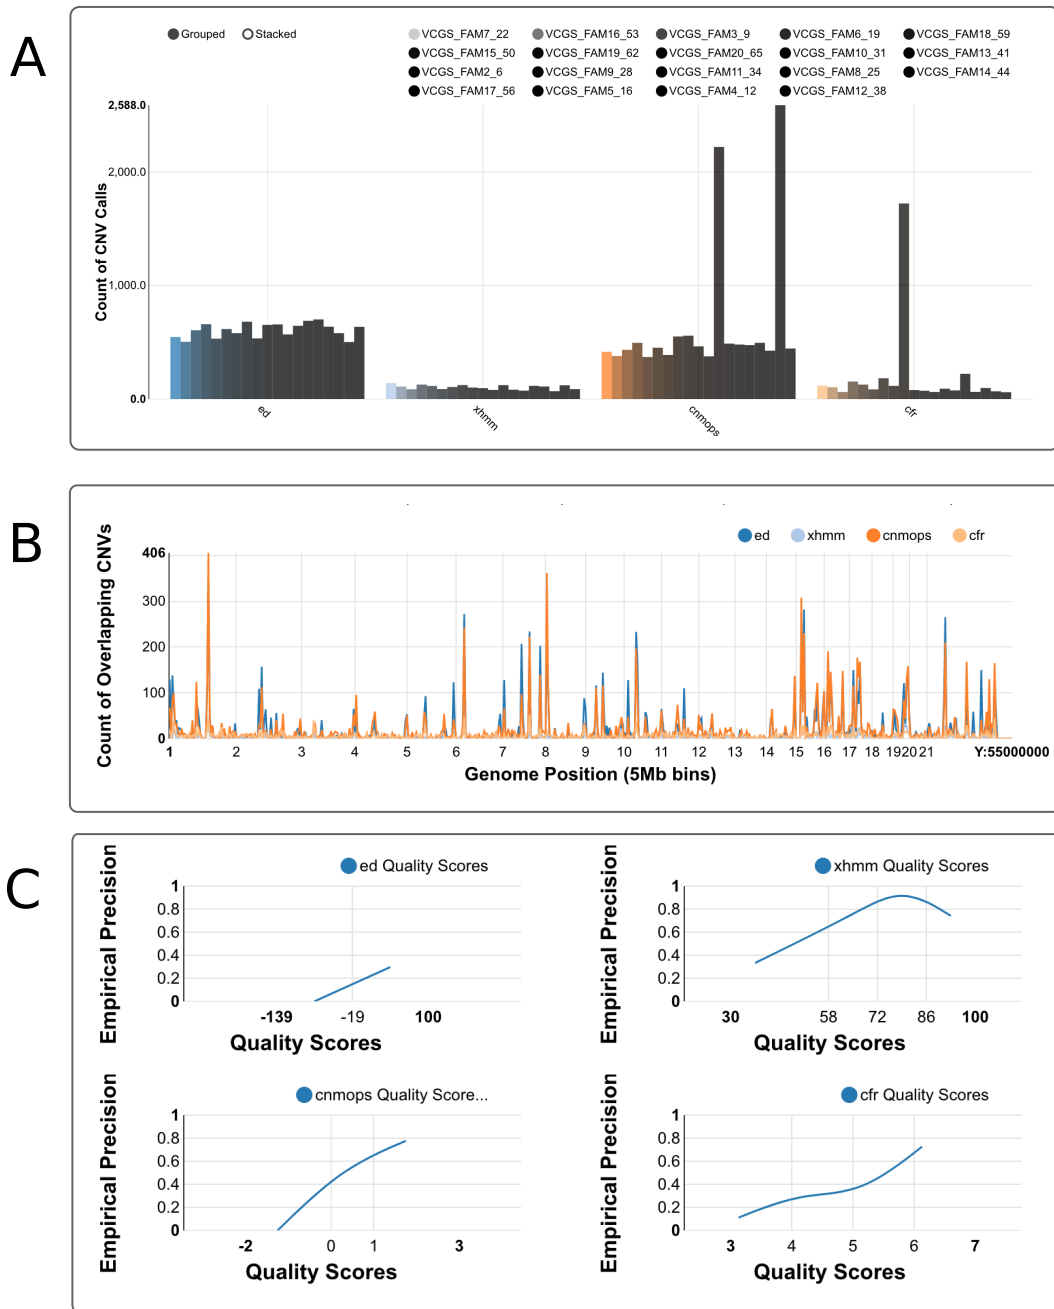 A
Grouped Stacked
VCGS_FAM7_22 VCGS_FAM16_53 VCGS_FAM3_9 VCGS_FAM6_19 VCGS_FAM18_59
VCGS_FAM15_50 VCGS_FAM19_62 VCGS_FAM20_65 VCGS_FAM10_31 VCGS_FAM13_41
VCGS_FAM2_6 VCGS_FAM9_28 VCGS_FAM11_34 VCGS_FAM8_25 VCGS_FAM14_44
VCGS_FAM17_56 VCGS_FAM5_16 VCGS_FAM4_12 VCGS_FAM12_38
Count of CNV Calls
2,588.0
2,000.0
1,000.0
0.0
ed xhmm cnmops cfr
B
ed xhmm cnmops cfr
Count of Overlapping CNVs
406
300
200
100
0
1 2 3 4 5 6 7 8 9 10 11 12 13 14 15 16 17 18 19 20 21 Y:55000000
Genome Position (5Mb bins)
C
ed Quality Scores
Empirical Precision
1
0.8
0.6
0.4
0.2
0
-139 -19 100
Quality Scores
xhmm Quality Scores
Empirical Precision
1
0.8
0.6
0.4
0.2
0
30 58 72 86 100
Quality Scores
cnmops Quality Score...
Empirical Precision
1
0.8
0.6
0.4
0.2
0
-2 0 1 3
Quality Scores
cfr Quality Scores
Empirical Precision
1
0.8
0.6
0.4
0.2
0
3 4 5 6 7
Quality Scores